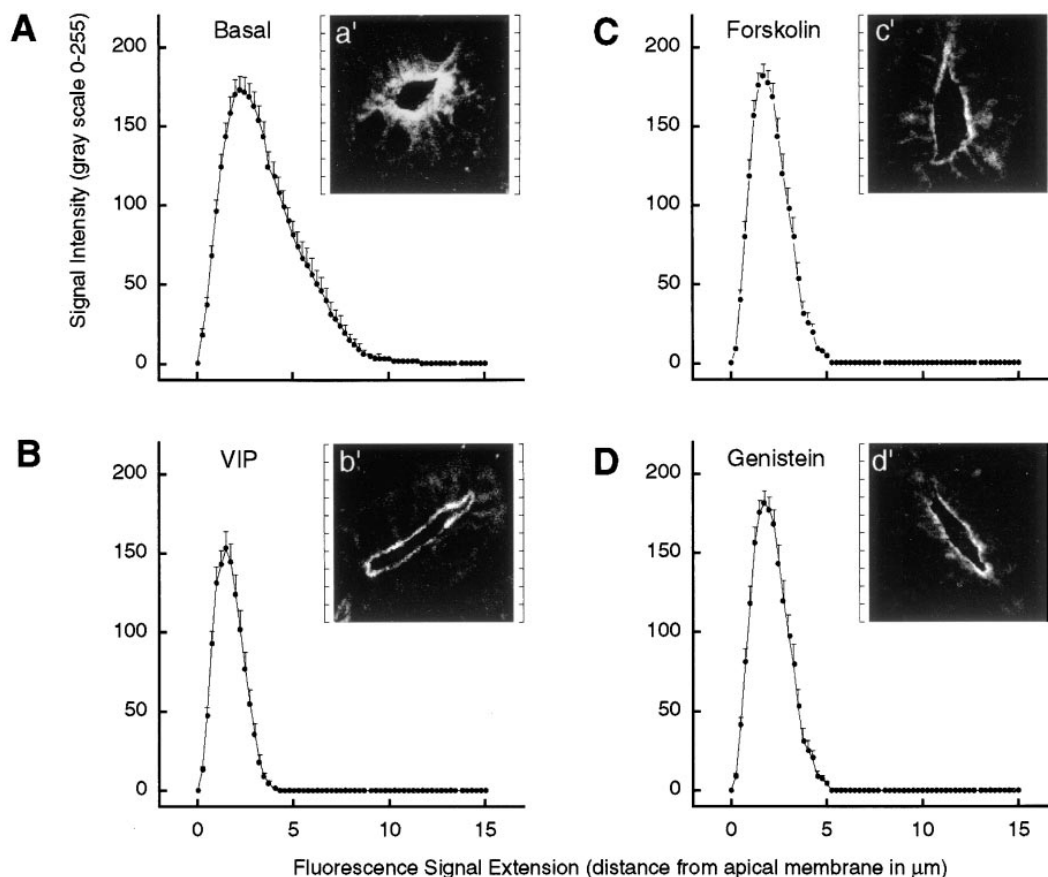 A
Basal
a'
200
150
100
50
0
0 5 10 15
Signal Intensity (gray scale 0-255)
C
Forskolin
c'
200
150
100
50
0
0 5 10 15
B
VIP
b'
200
150
100
50
0
0 5 10 15
D
Genistein
d'
200
150
100
50
0
0 5 10 15
Fluorescence Signal Extension (distance from apical membrane in μm)